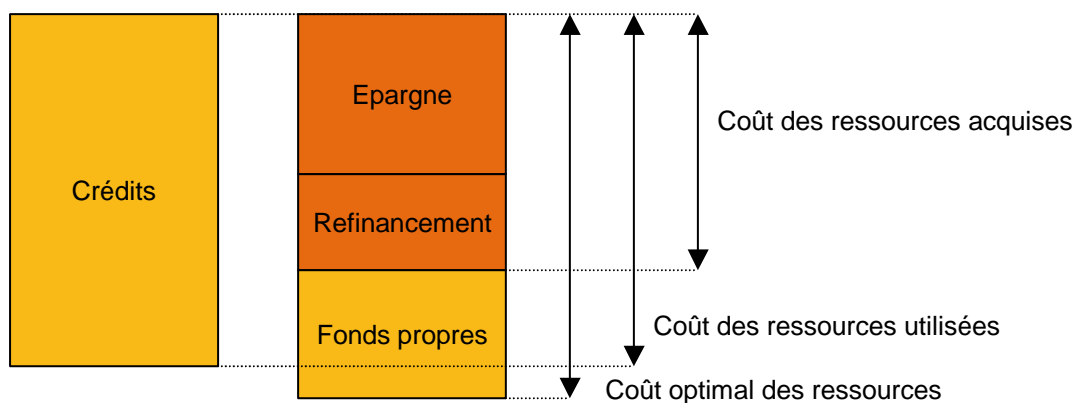 Epargne
Coût des ressources acquises
Crédits
Refinancement
Fonds propres
Coût des ressources utilisées
Coût optimal des ressources